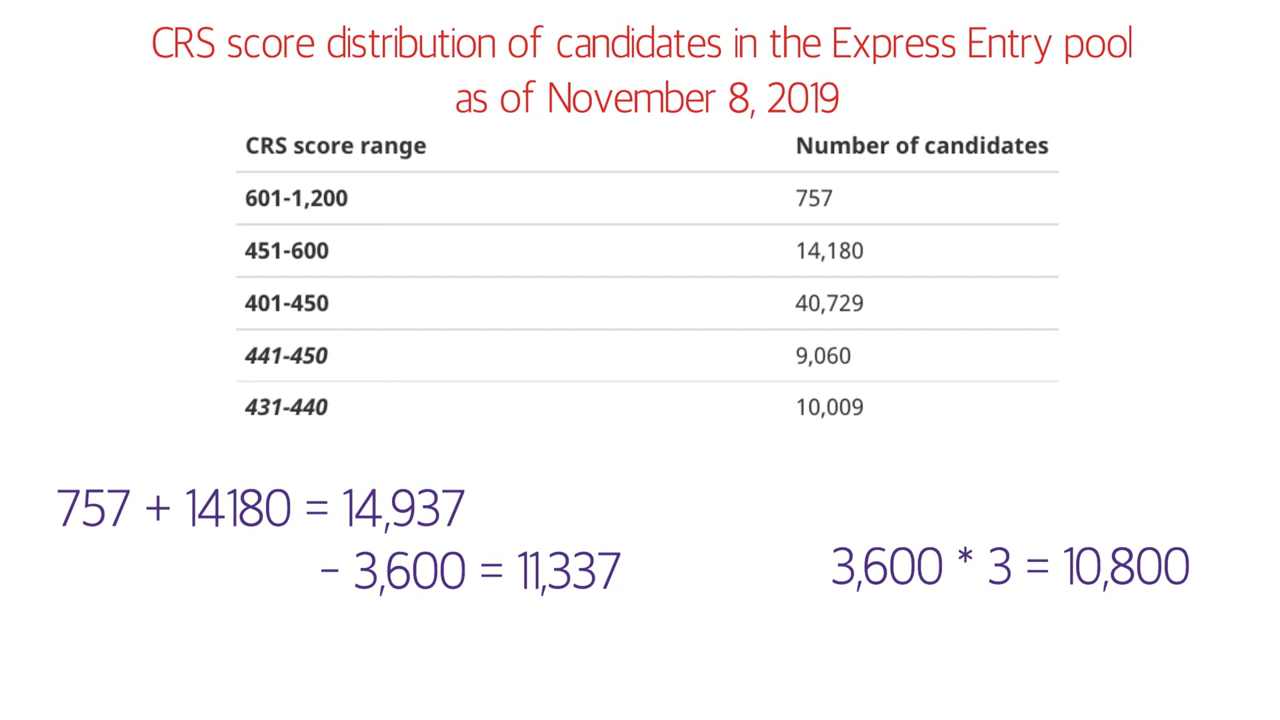 CRS score distribution of candidates in the Express Entry pool
as of November 8, 2019
CRS score range Number of candidates
601-1,200 757
451-600 14,180
401-450 40,729
441-450 9,060
431-440 10,009
757 + 14180 = 14,937
- 3,600 = 11,337
3,600 * 3 = 10,800